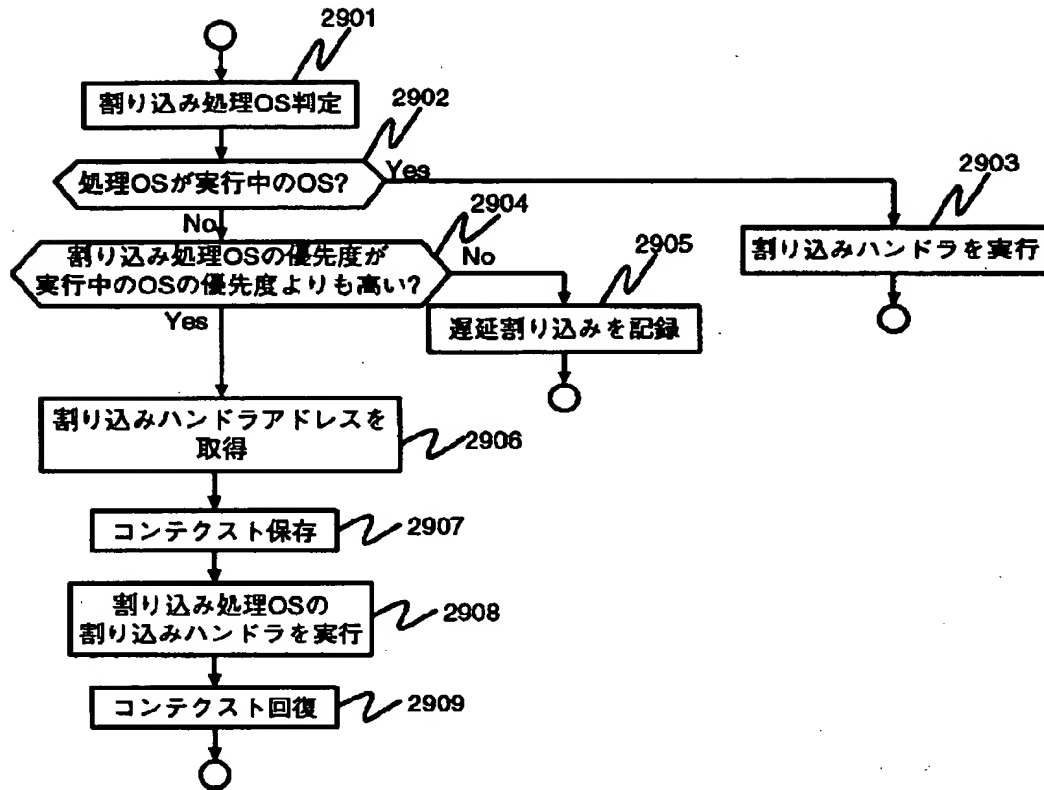 2901
割り込み処理OS判定
2902
処理OSが実行中のOS?
Yes
2903
No
2904
割り込みハンドラを実行
割り込み処理OSの優先度が
実行中のOSの優先度よりも高い?
No
2905
Yes
遅延割り込みを記録
割り込みハンドラアドレスを
取得
2906
コンテクスト保存
2907
割り込み処理OSの
割り込みハンドラを実行
2908
コンテクスト回復
2909